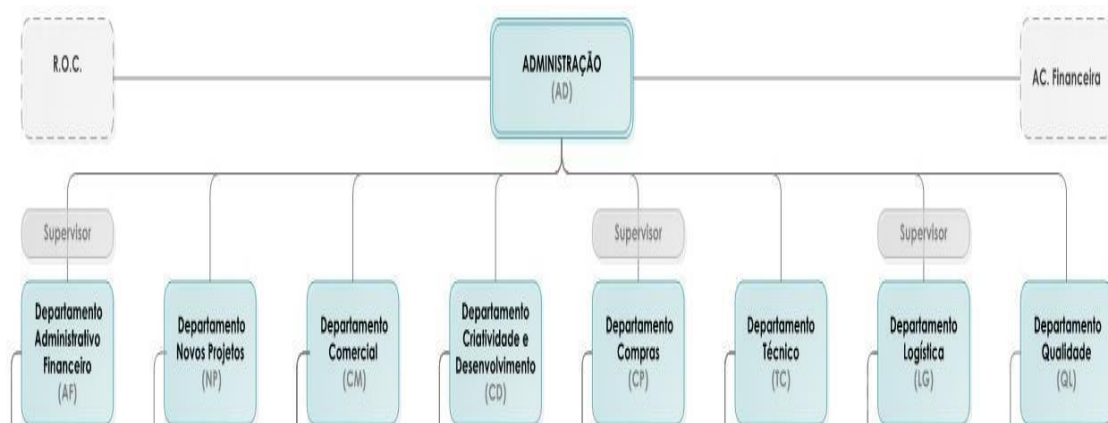 R.O.C.
ADMINISTRAÇÃO
(AD)
AC. Financeira
Supervisor
Supervisor
Supervisor
Departamento
Administrativo
Financeiro
(AF)
Departamento
Novos Projetos
(NP)
Departamento
Comercial
(CM)
Departamento
Criatividade e
Desenvolvimento
(CD)
Departamento
Compras
(CP)
Departamento
Técnico
(TC)
Departamento
Logística
(LG)
Departamento
Qualidade
(QL)